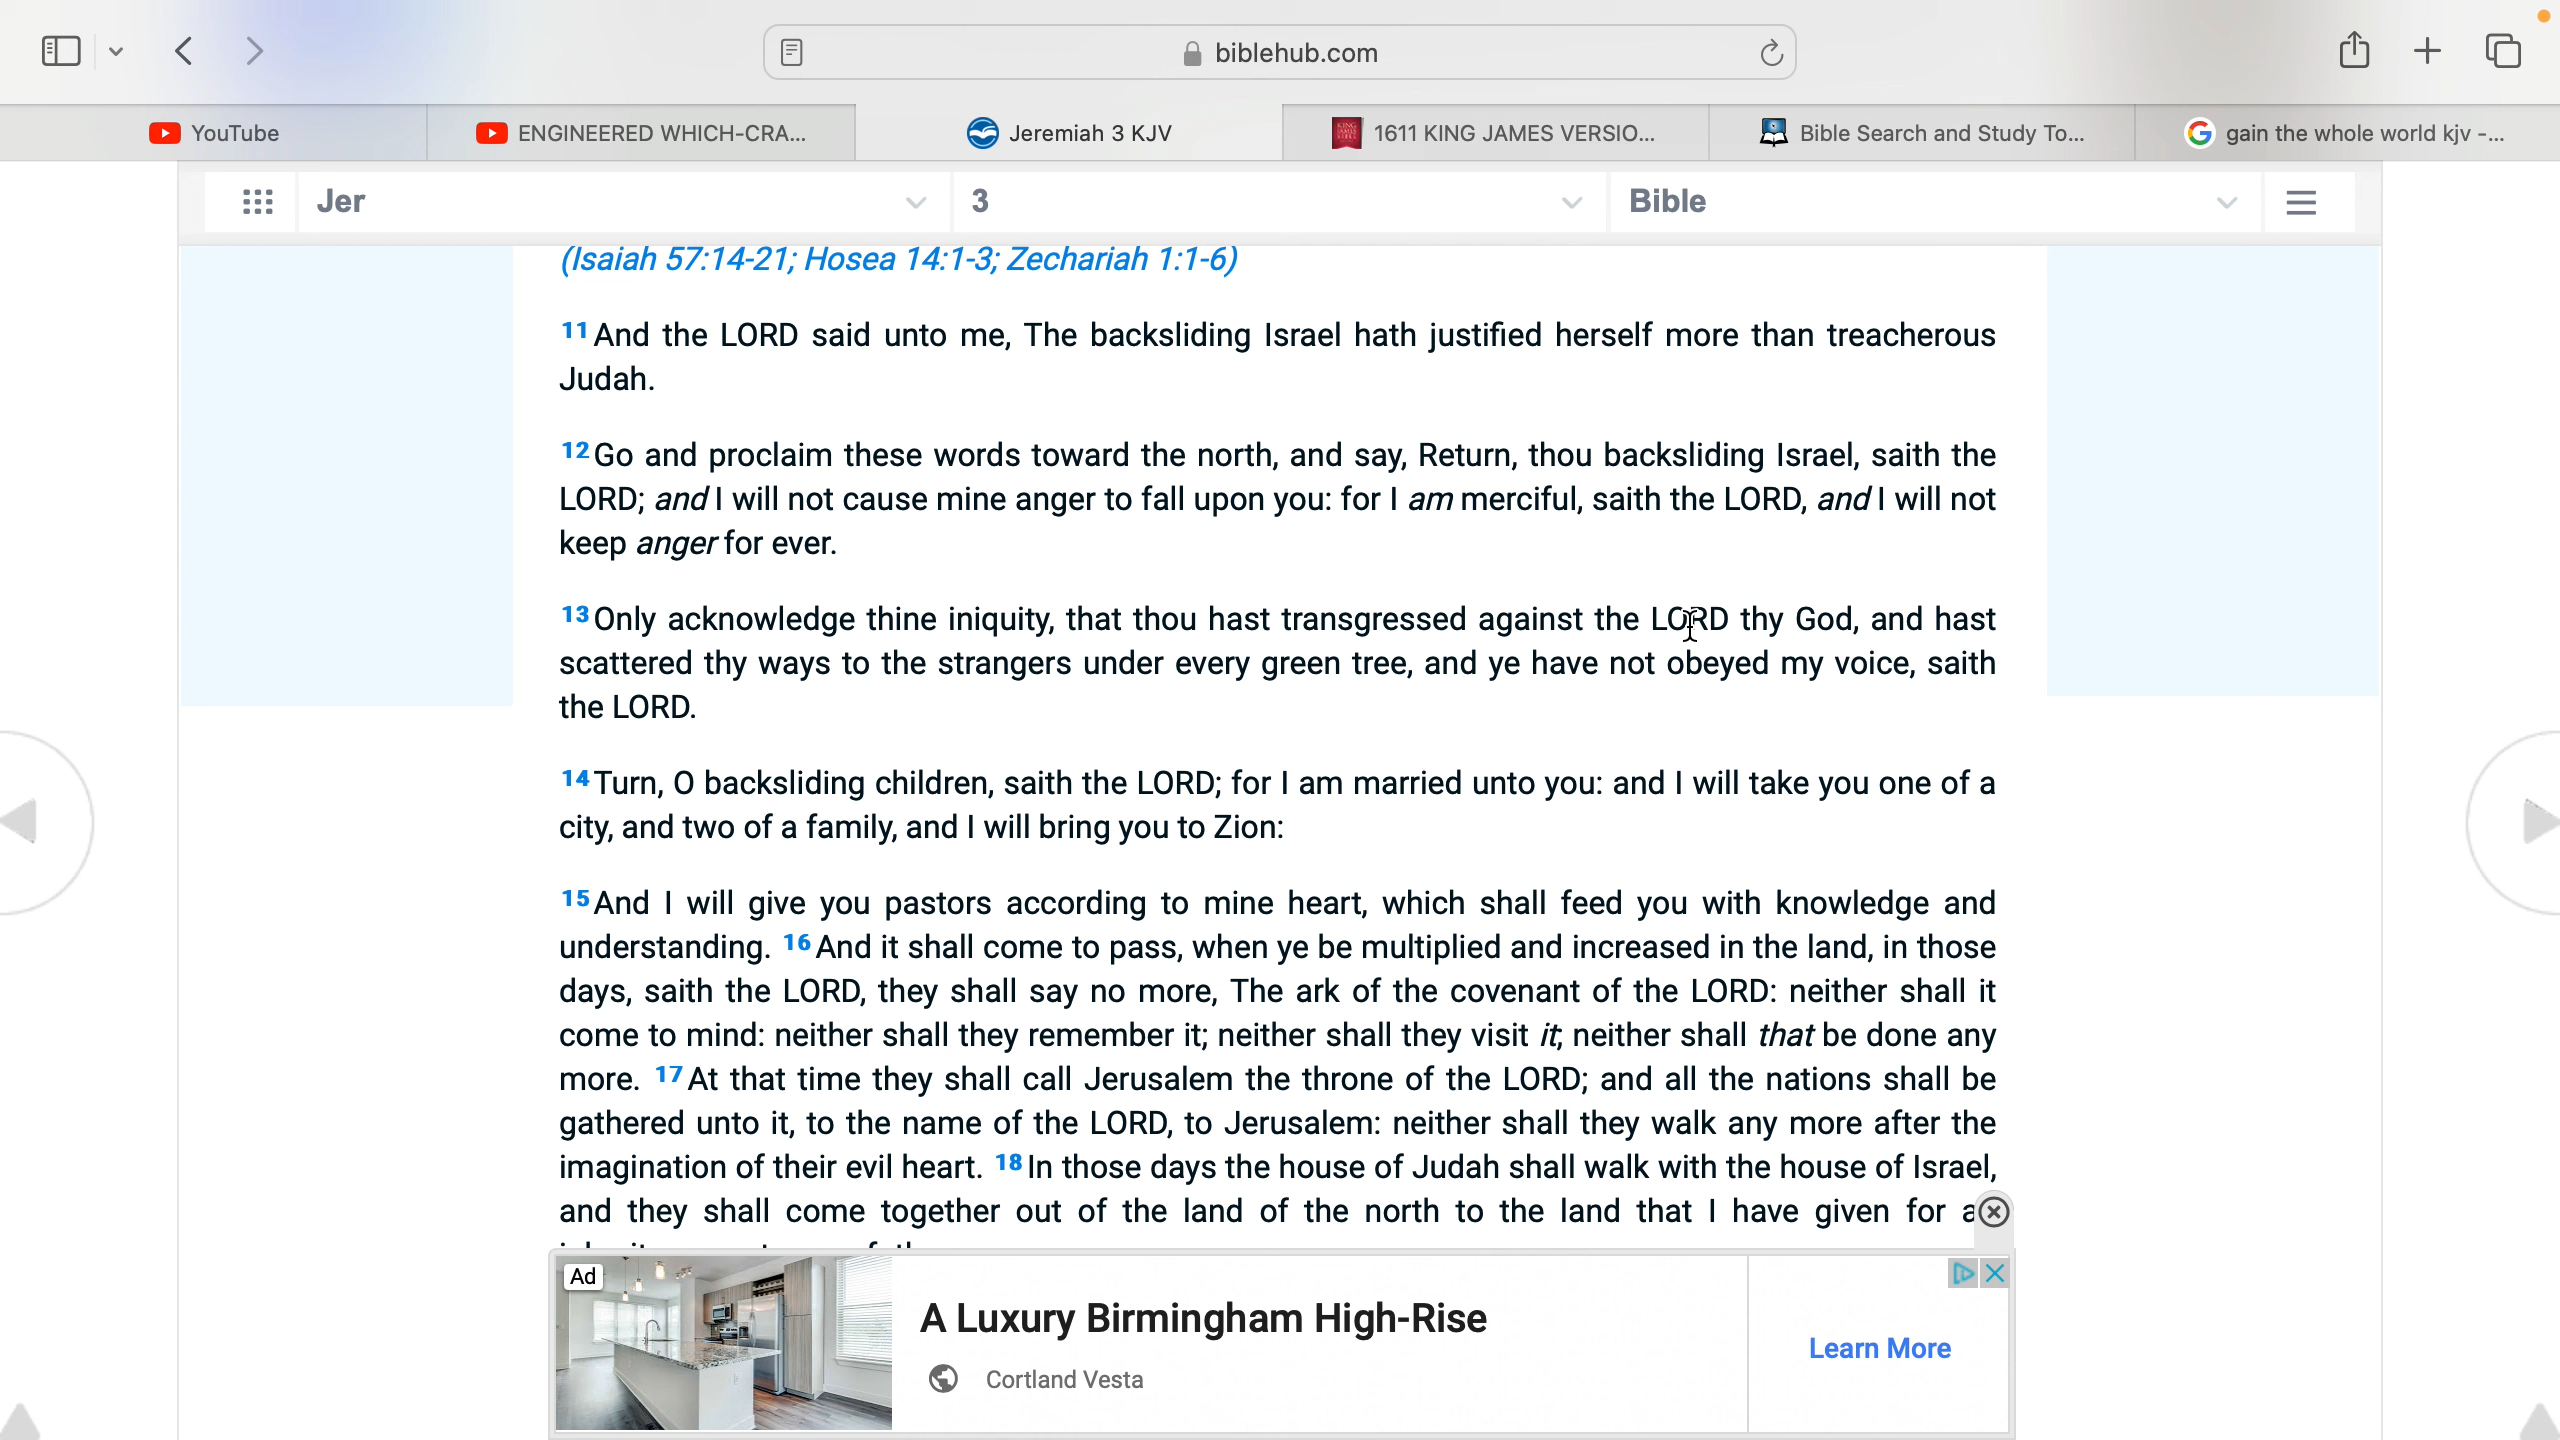 biblehub.com
YouTube
ENGINEERED WHICH-CRA...
Jeremiah 3 KJV
1611 KING JAMES VERSIO...
Bible Search and Study To...
gain the whole world kjv -...
Jer
3
Bible
(Isaiah 57:14-21; Hosea 14:1-3; Zechariah 1:1-6)
11 And the LORD said unto me, The backsliding Israel hath justified herself more than treacherous
Judah.
12 Go and proclaim these words toward the north, and say, Return, thou backsliding Israel, saith the
LORD; and I will not cause mine anger to fall upon you: for I am merciful, saith the LORD, and I will not
keep anger for ever.
13 Only acknowledge thine iniquity, that thou hast transgressed against the LORD thy God, and hast
scattered thy ways to the strangers under every green tree, and ye have not obeyed my voice, saith
the LORD.
14 Turn, O backsliding children, saith the LORD; for I am married unto you: and I will take you one of a
city, and two of a family, and I will bring you to Zion:
15 And I will give you pastors according to mine heart, which shall feed you with knowledge and
understanding. 16 And it shall come to pass, when ye be multiplied and increased in the land, in those
days, saith the LORD, they shall say no more, The ark of the covenant of the LORD: neither shall it
come to mind: neither shall they remember it; neither shall they visit it; neither shall that be done any
more. 17 At that time they shall call Jerusalem the throne of the LORD; and all the nations shall be
gathered unto it, to the name of the LORD, to Jerusalem: neither shall they walk any more after the
imagination of their evil heart. 18 In those days the house of Judah shall walk with the house of Israel,
and they shall come together out of the land of the north to the land that I have given for
Ad
A Luxury Birmingham High-Rise
Cortland Vesta
Learn More